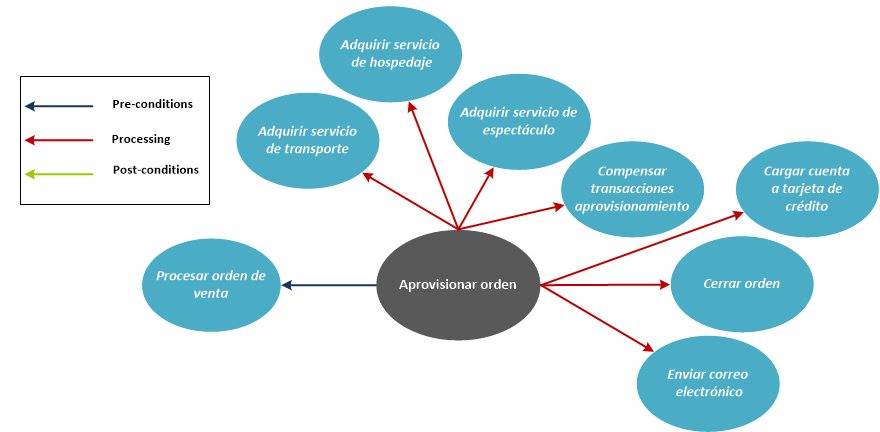 Pre-conditions
Processing
Post-conditions
Adquirir servicio
de hospedaje
Adquirir servicio
de transporte
Adquirir servicio de
espectáculo
Compensar
transacciones
aprovisionamiento
Cargar cuenta
a tarjeta de
crédito
Procesar orden de
venta
Aprovisionar orden
Cerrar orden
Enviar correo
electrónico